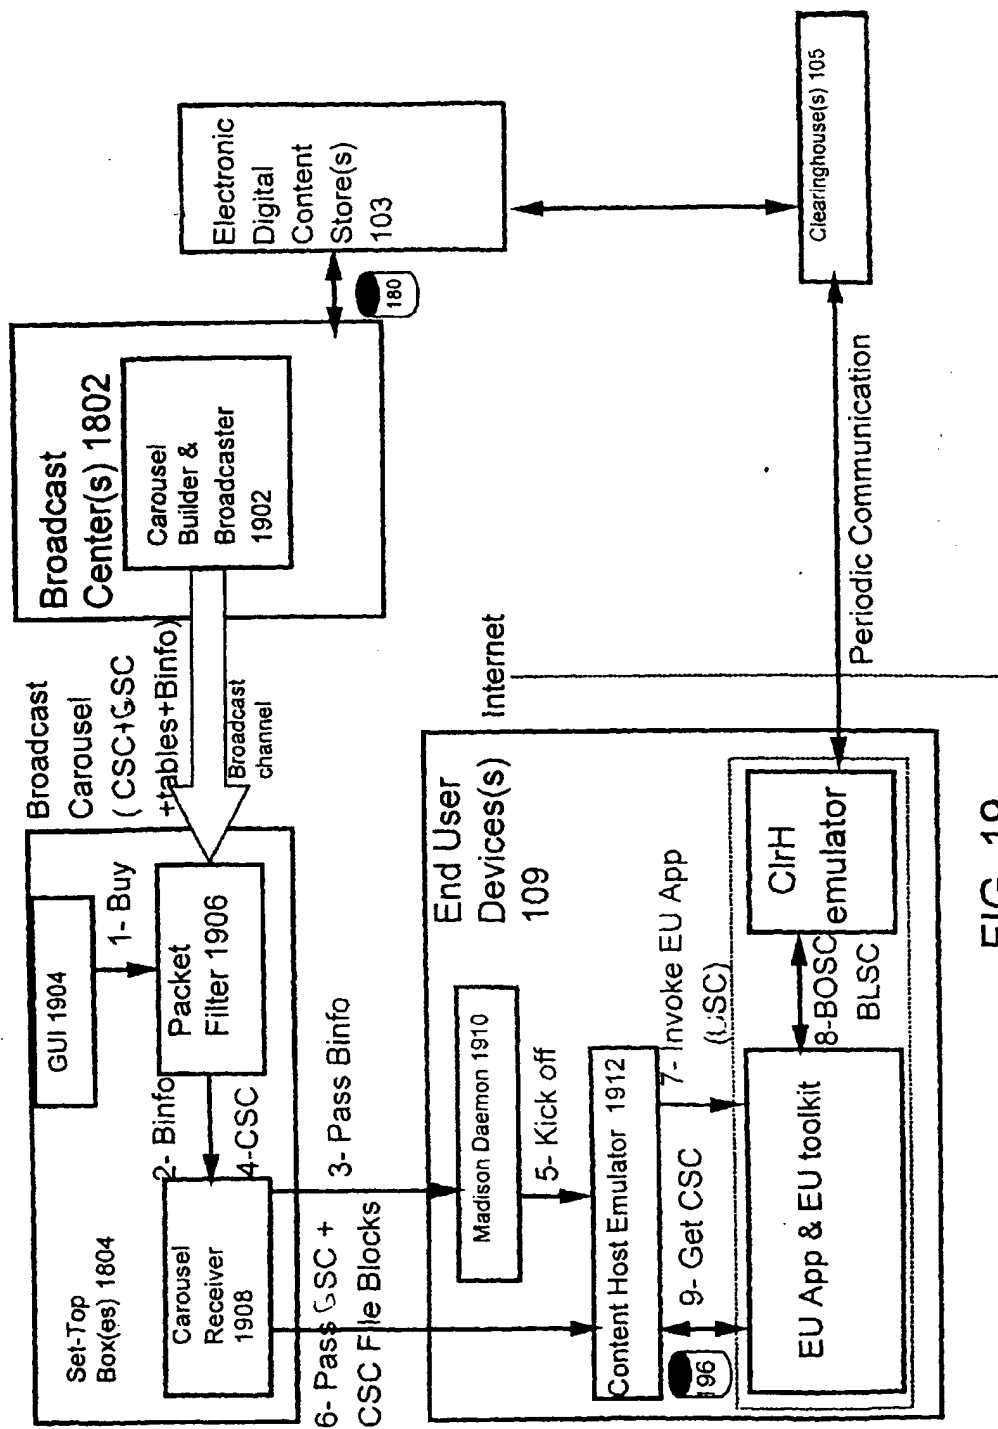 Electronic
Digital
Content
Store(s)
103
180
Clearinghouse(s) 105
Broadcast
Center(s) 1802
Carousel
Builder &
Broadcaster
1902
Broadcast
Carousel
(CSC+GSC
+tables+Binfo)
Broadcast
channel
Internet
Periodic Communication
Set-Top
Box(es) 1804
GUI 1904
1- Buy
Packet
Filter 1906
2- Binfo
4-CSC
Carousel
Receiver
1908
3- Pass Binfo
6- Pass GSC +
CSC File Blocks
End User
Devices(s)
109
Madison Daemon 1910
5- Kick off
Content Host Emulator 1912
7- Invoke EU App
9- Get CSC
196
EU App & EU toolkit
8-BOSC
BLSC
ClrH
emulator